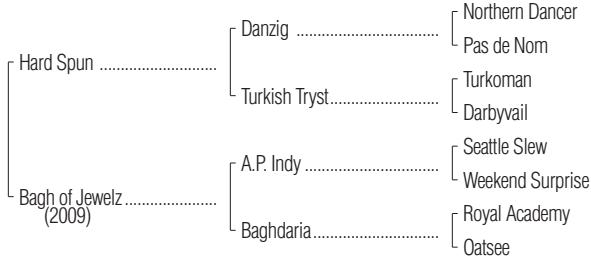 Northern Dancer
Danzig ..................................
Pas de Nom
Hard Spun ............................
Turkoman
Turkish Tryst..........................
Darbyvail
Seattle Slew
A.P. Indy ................................
Weekend Surprise
Bagh of Jewelz......................
(2009)
Royal Academy
Baghdaria..............................
Oatsee